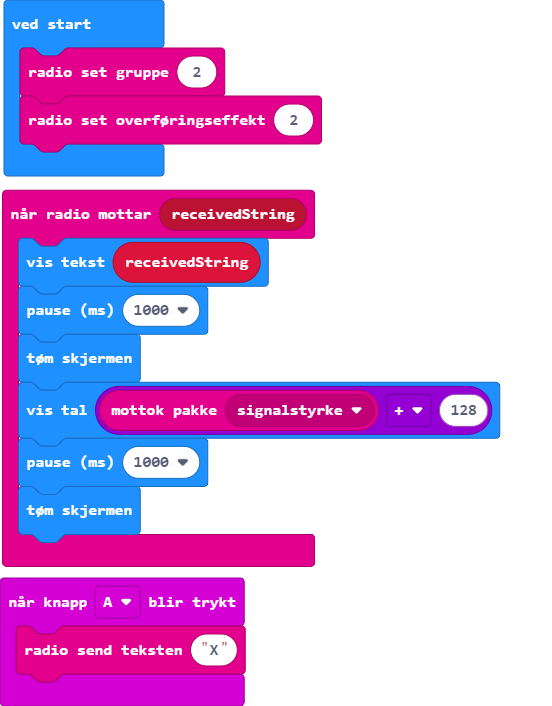 ved start
radio set gruppe 2
radio set overføringseffekt 2
når radio mottar receivedString
vis tekst receivedString
pause (ms) 1000
tøm skjermen
vis tal mottok pakke signalstyrke + 128
pause (ms) 1000
tøm skjermen
når knapp A blir trykt
radio send teksten "X"